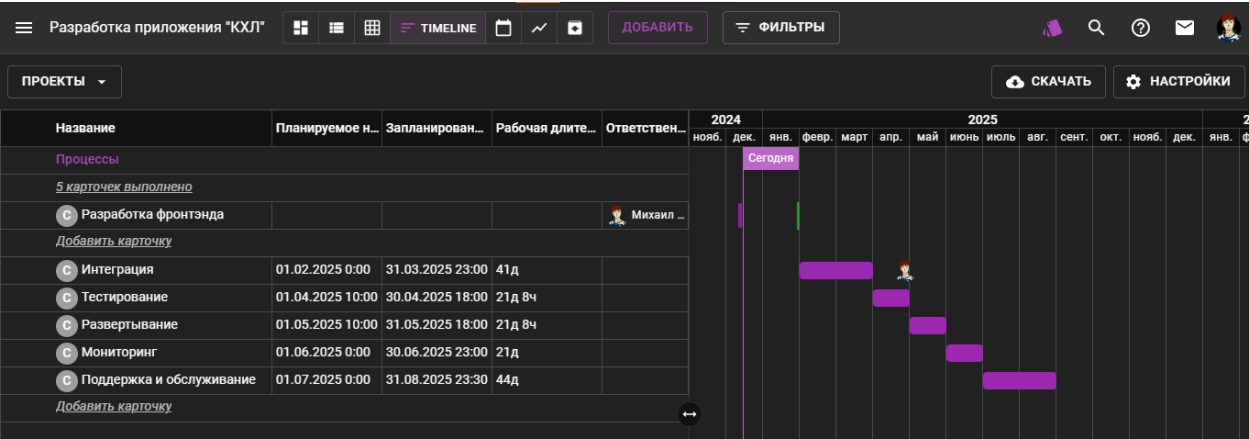 Разработка приложения "КХЛ" TIMELINE ДОБАВИТЬ ФИЛЬТРЫ
ПРОЕКТЫ СКАЧАТЬ НАСТРОЙКИ
Название Планируемое н... Запланирован... Рабочая длите... Ответствен... 2024 2025
нояб. дек. янв. февр. март апр. май июнь июль авг. сент. окт. нояб. дек. янв.
Процессы Сегодня
5 карточек выполнено
С Разработка фронтэнда Михаил ...
Добавить карточку
С Интеграция 01.02.2025 0:00 31.03.2025 23:00 41д
С Тестирование 01.04.2025 10:00 30.04.2025 18:00 21д 8ч
С Развертывание 01.05.2025 10:00 31.05.2025 18:00 21д 8ч
С Мониторинг 01.06.2025 0:00 30.06.2025 23:00 21д
С Поддержка и обслуживание 01.07.2025 0:00 31.08.2025 23:30 44д
Добавить карточку